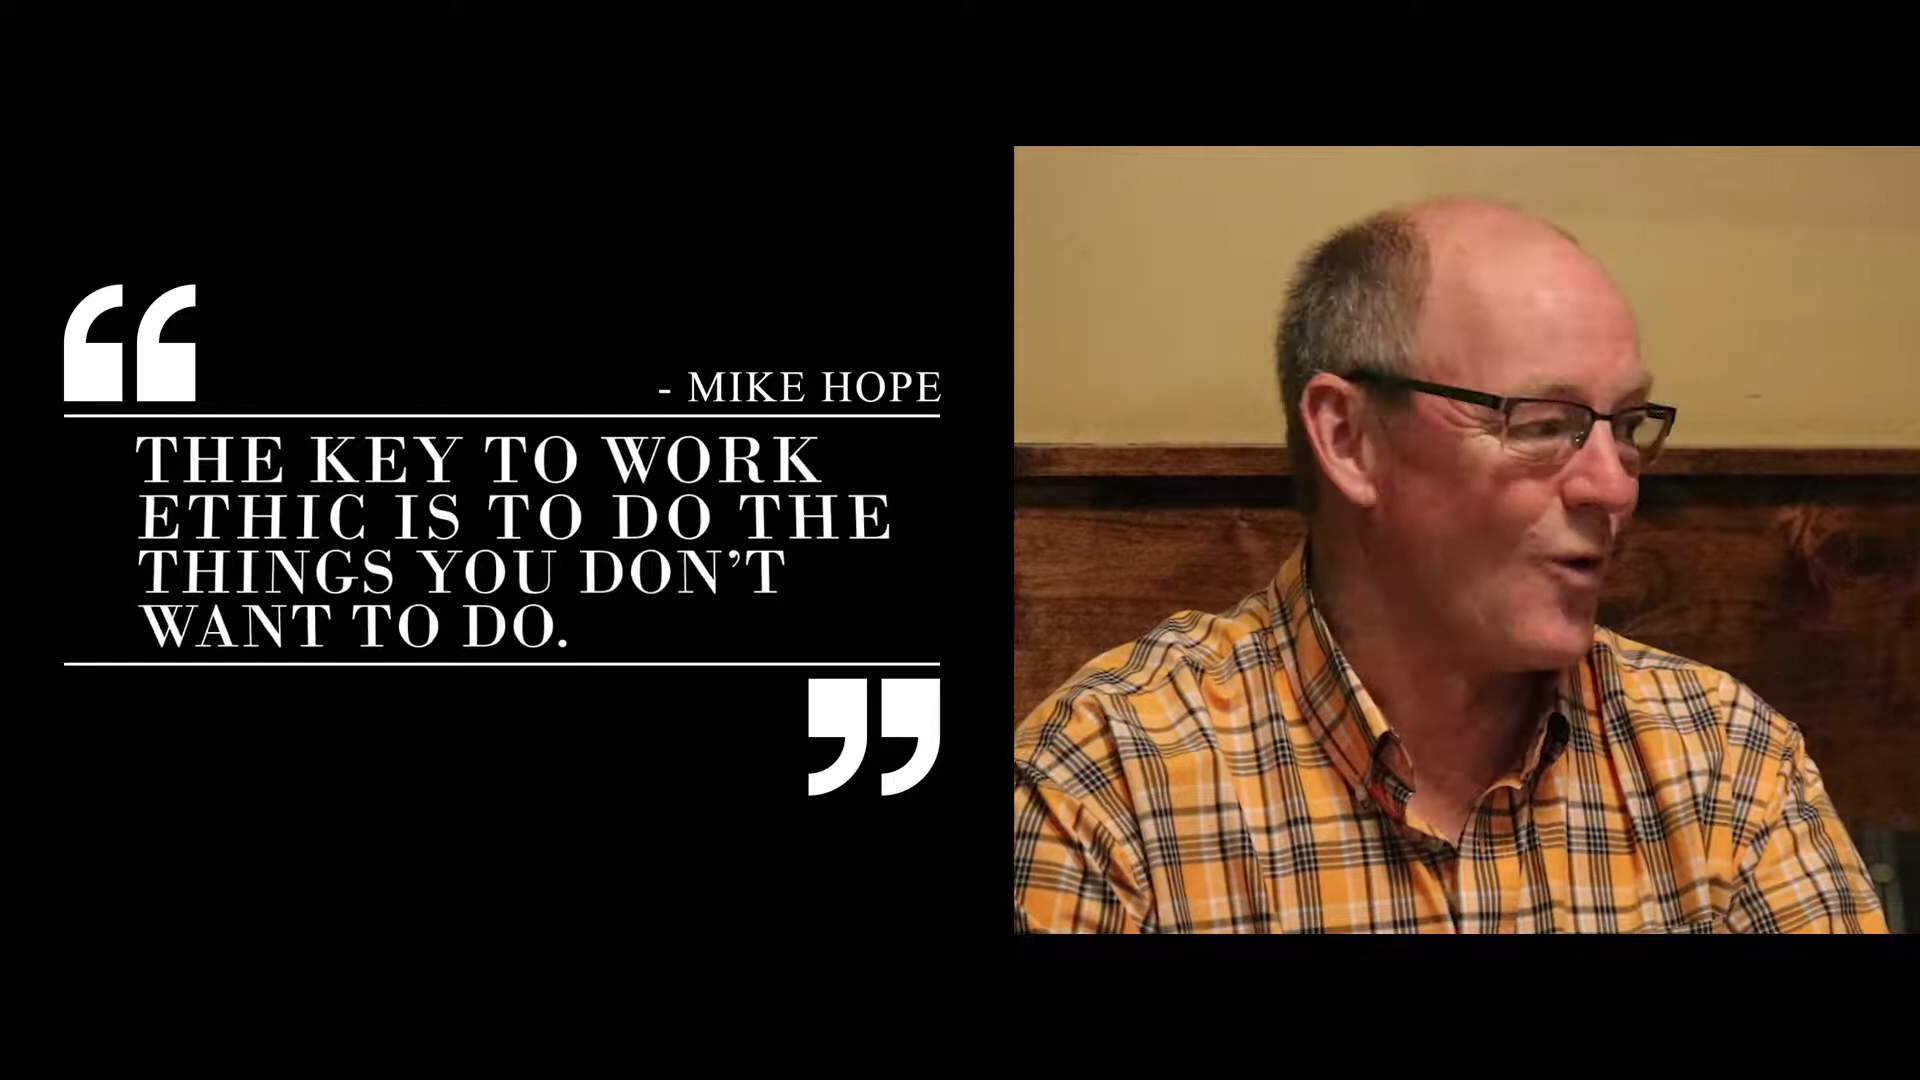 “
- MIKE HOPE
THE KEY TO WORK
ETHIC IS TO DO THE
THINGS YOU DON’T
WANT TO DO.
”